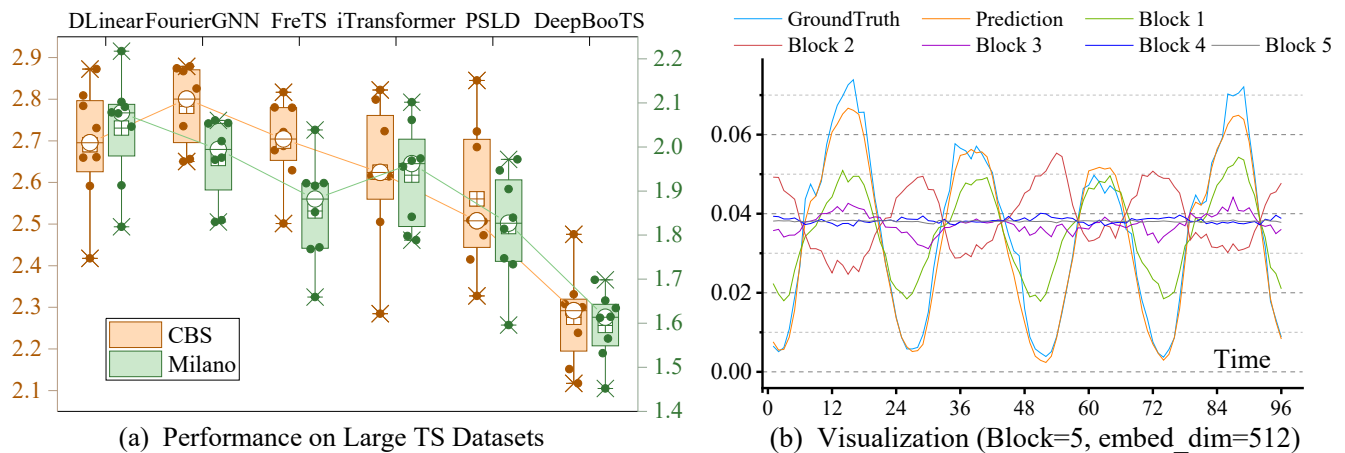 DLinear FourierGNN FreTS iTransformer PSLD DeepBooTS
2.9
2.8
2.7
2.6
2.5
2.4
2.3
2.2
2.1
2.2
2.1
2.0
1.9
1.8
1.7
1.6
1.5
1.4
CBS
Milano
(a) Performance on Large TS Datasets
GroundTruth Prediction Block 1
Block 2 Block 3 Block 4 Block 5
0.06
0.04
0.02
0.00
Time
0 12 24 36 48 60 72 84 96
(b) Visualization (Block=5, embed_dim=512)